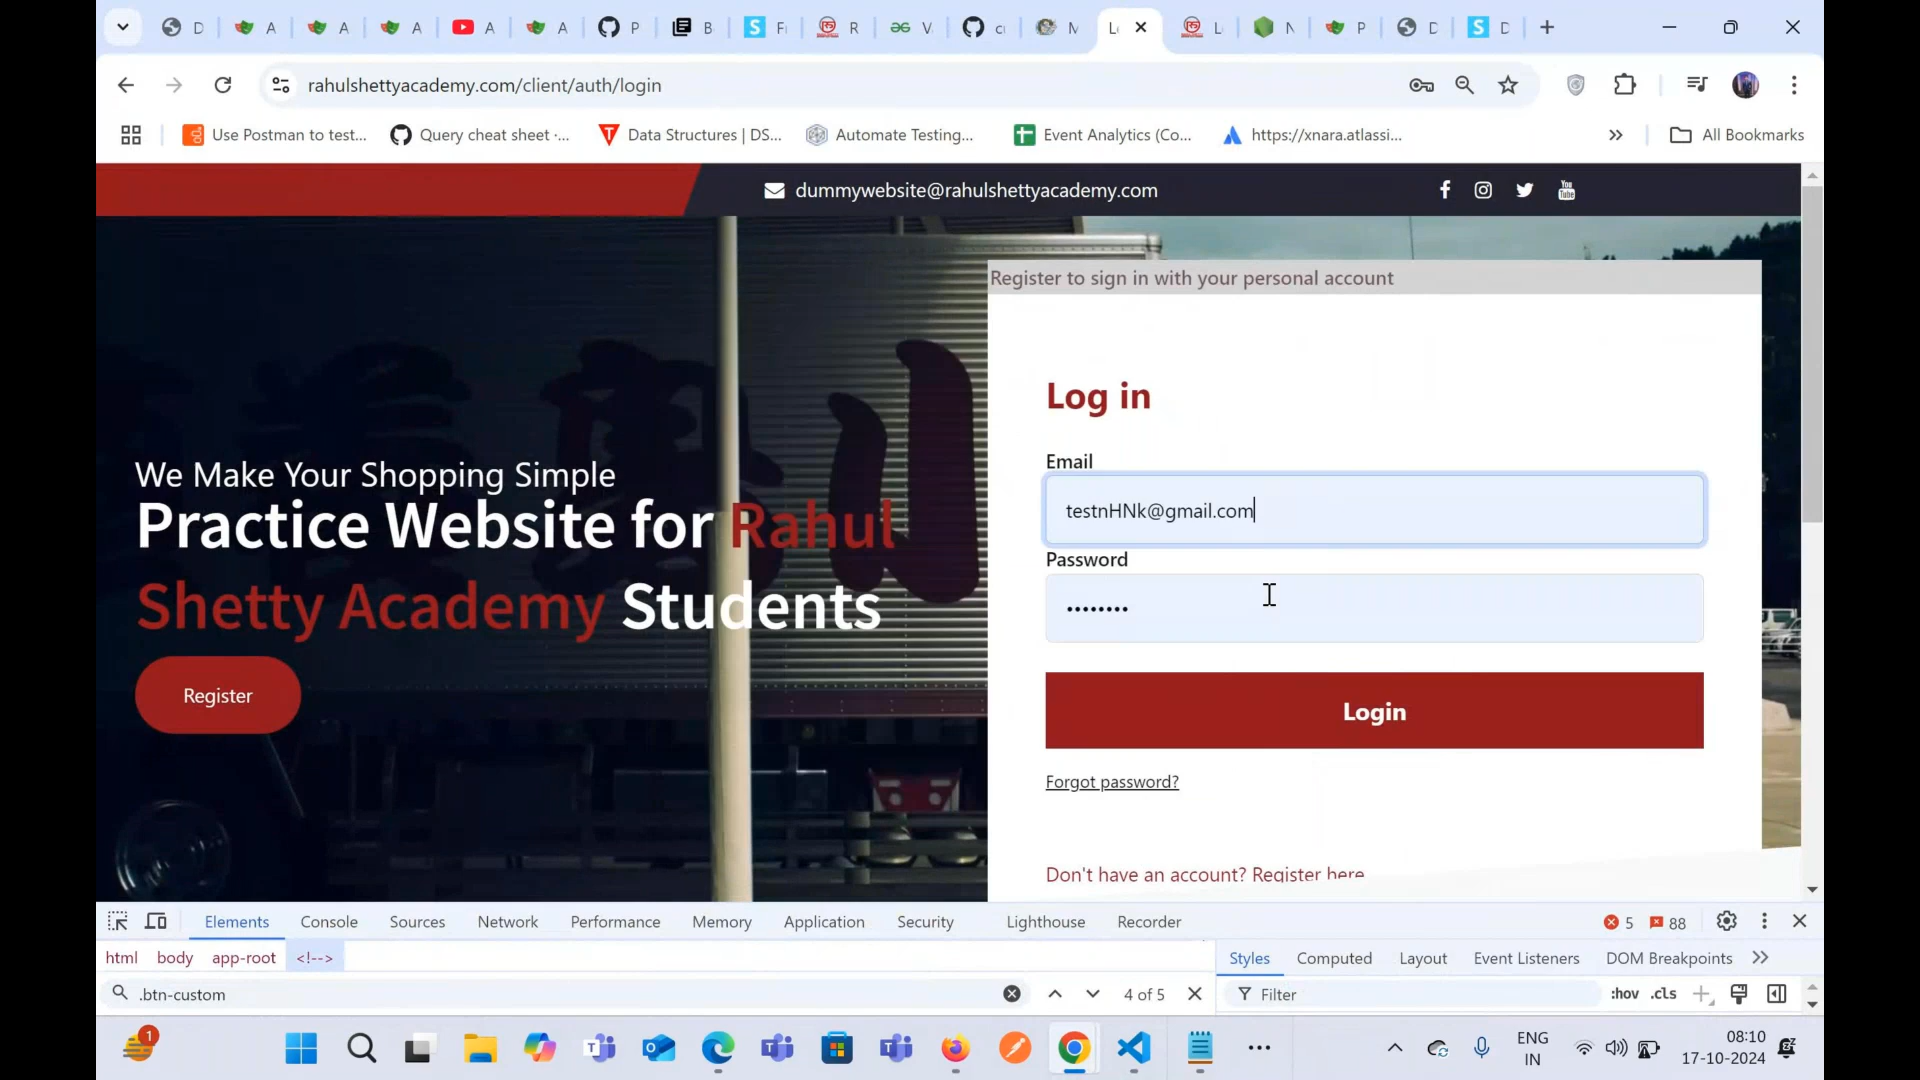 D A A A A P B F R V cr M L L N P D D
rahulshettyacademy.com/client/auth/login
Use Postman to test... Query cheat sheet ·... Data Structures | DS... Automate Testing... Event Analytics (Co... https://xnara.atlassi... All Bookmarks
dummywebsite@rahulshettyacademy.com
Register to sign in with your personal account
Log in
Email
testnHNk@gmail.com
Password
••••••••
Login
Forgot password?
Don't have an account? Register here
We Make Your Shopping Simple
Practice Website for Rahul
Shetty Academy Students
Register
Elements Console Sources Network Performance Memory Application Security Lighthouse Recorder 5 88
html body app-root <!-->
Styles Computed Layout Event Listeners DOM Breakpoints
.btn-custom 4 of 5
Filter :hov .cls
1
ENG
IN
08:10
17-10-2024